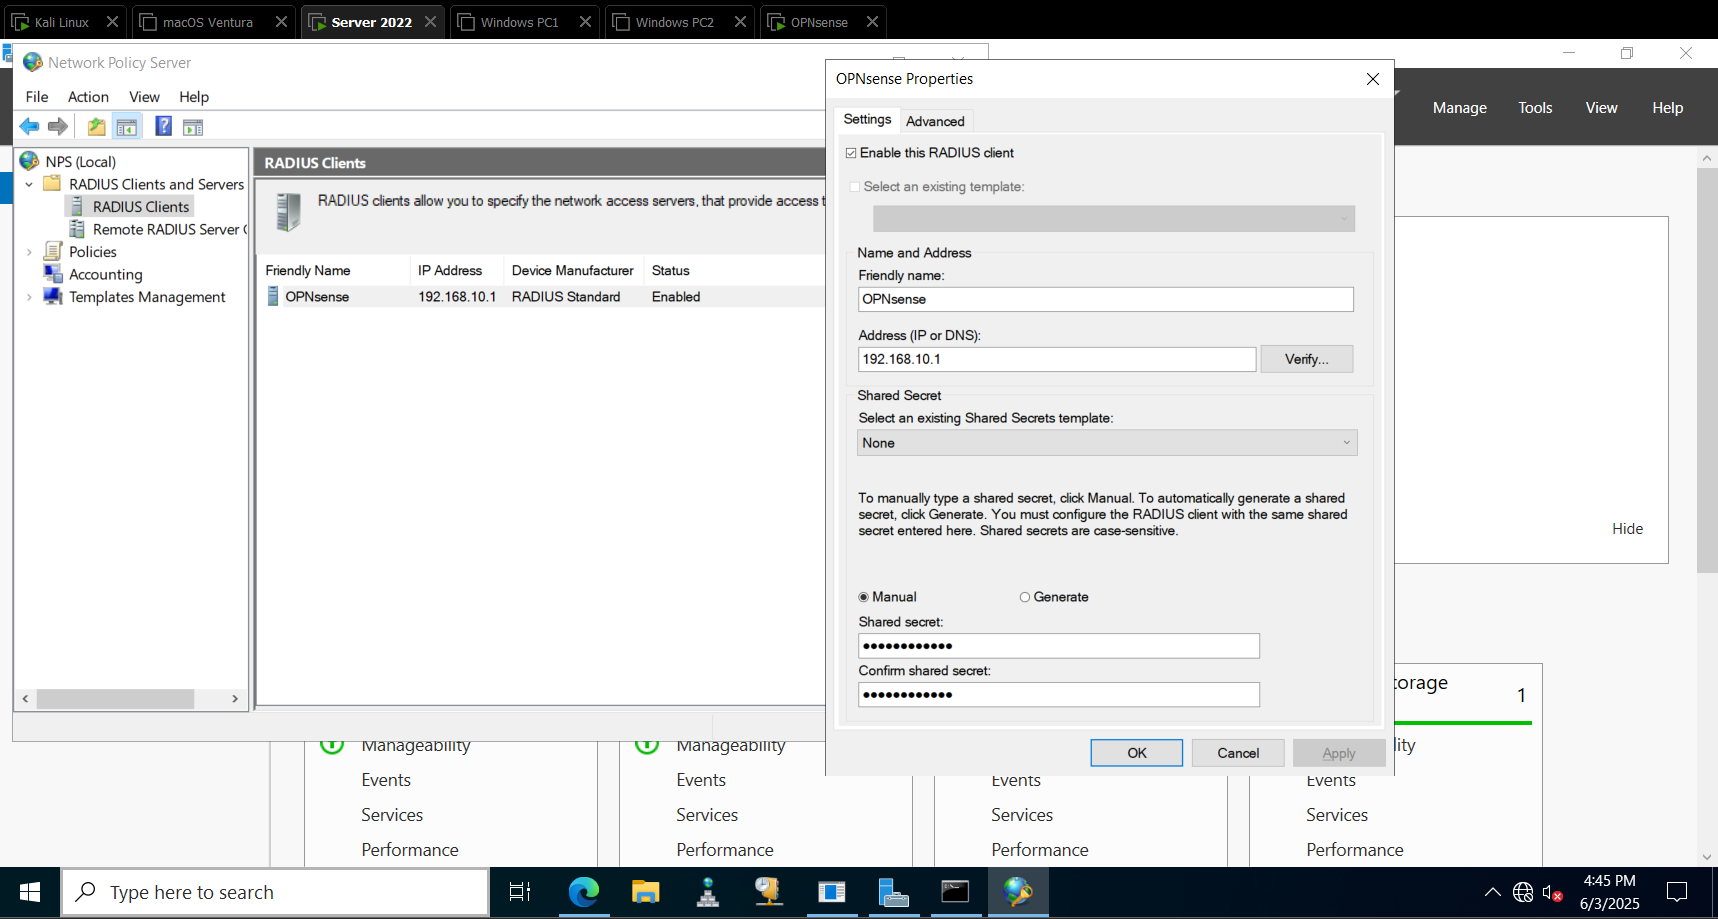 Kali Linux
macOS Ventura
Server 2022
Windows PC1
Windows PC2
OPNsense
Network Policy Server
File Action View Help
NPS (Local)
RADIUS Clients and Servers
RADIUS Clients
Remote RADIUS Server
Policies
Accounting
Templates Management
RADIUS Clients
RADIUS clients allow you to specify the network access servers, that provide access
Friendly Name IP Address Device Manufacturer Status
OPNsense 192.168.10.1 RADIUS Standard Enabled
OPNsense Properties
Settings Advanced
Enable this RADIUS client
Select an existing template:
Name and Address
Friendly name:
OPNsense
Address (IP or DNS):
192.168.10.1
Verify...
Shared Secret
Select an existing Shared Secrets template:
None
To manually type a shared secret, click Manual. To automatically generate a shared
secret, click Generate. You must configure the RADIUS client with the same shared
secret entered here. Shared secrets are case-sensitive.
Manual Generate
Shared secret:
●●●●●●●●●●●●
Confirm shared secret:
●●●●●●●●●●●●
OK Cancel Apply
Manage Tools View Help
Hide
torage 1
Manageability Manageability ility
Events Events Events Events
Services Services Services Services
Performance Performance Performance Performance
Type here to search
4:45 PM
6/3/2025